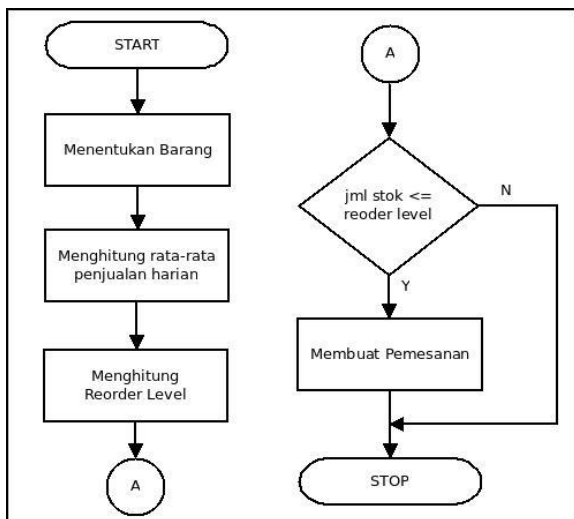 START
Menentukan Barang
Menghitung rata-rata
penjualan harian
Menghitung
Reorder Level
A
A
jml stok <=
reoder level
N
Y
Membuat Pemesanan
STOP